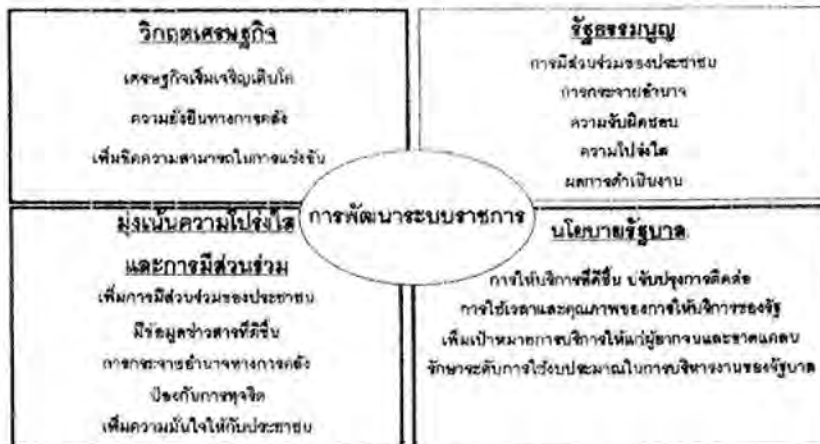 วิกฤตเศรษฐกิจ
เศรษฐกิจเริ่มเจริญเติบโต
ความยั่งยืนทางการคลัง
เพิ่มขีดความสามารถในการแข่งขัน
รัฐธรรมนูญ
การมีส่วนร่วมของประชาชน
การกระจายอำนาจ
ความรับผิดชอบ
ความโปร่งใส
ผลการดำเนินงาน
การพัฒนาระบบราชการ
มุ่งเน้นความโปร่งใส
และการมีส่วนร่วม
เพิ่มการมีส่วนร่วมของประชาชน
มีข้อมูลข่าวสารที่ดีขึ้น
การกระจายอำนาจทางการคลัง
ป้องกันการทุจริต
เพิ่มความมั่นใจให้กับประชาชน
นโยบายรัฐบาล
การให้บริการที่ดีขึ้น ปรับปรุงการติดต่อ
การใช้เวลาและคุณภาพของการให้บริการของรัฐ
เพิ่มเป้าหมายการบริการให้แก่ผู้ยากจนและขาดแคลน
รักษาระดับการใช้งบประมาณในการบริหารงานของรัฐบาล